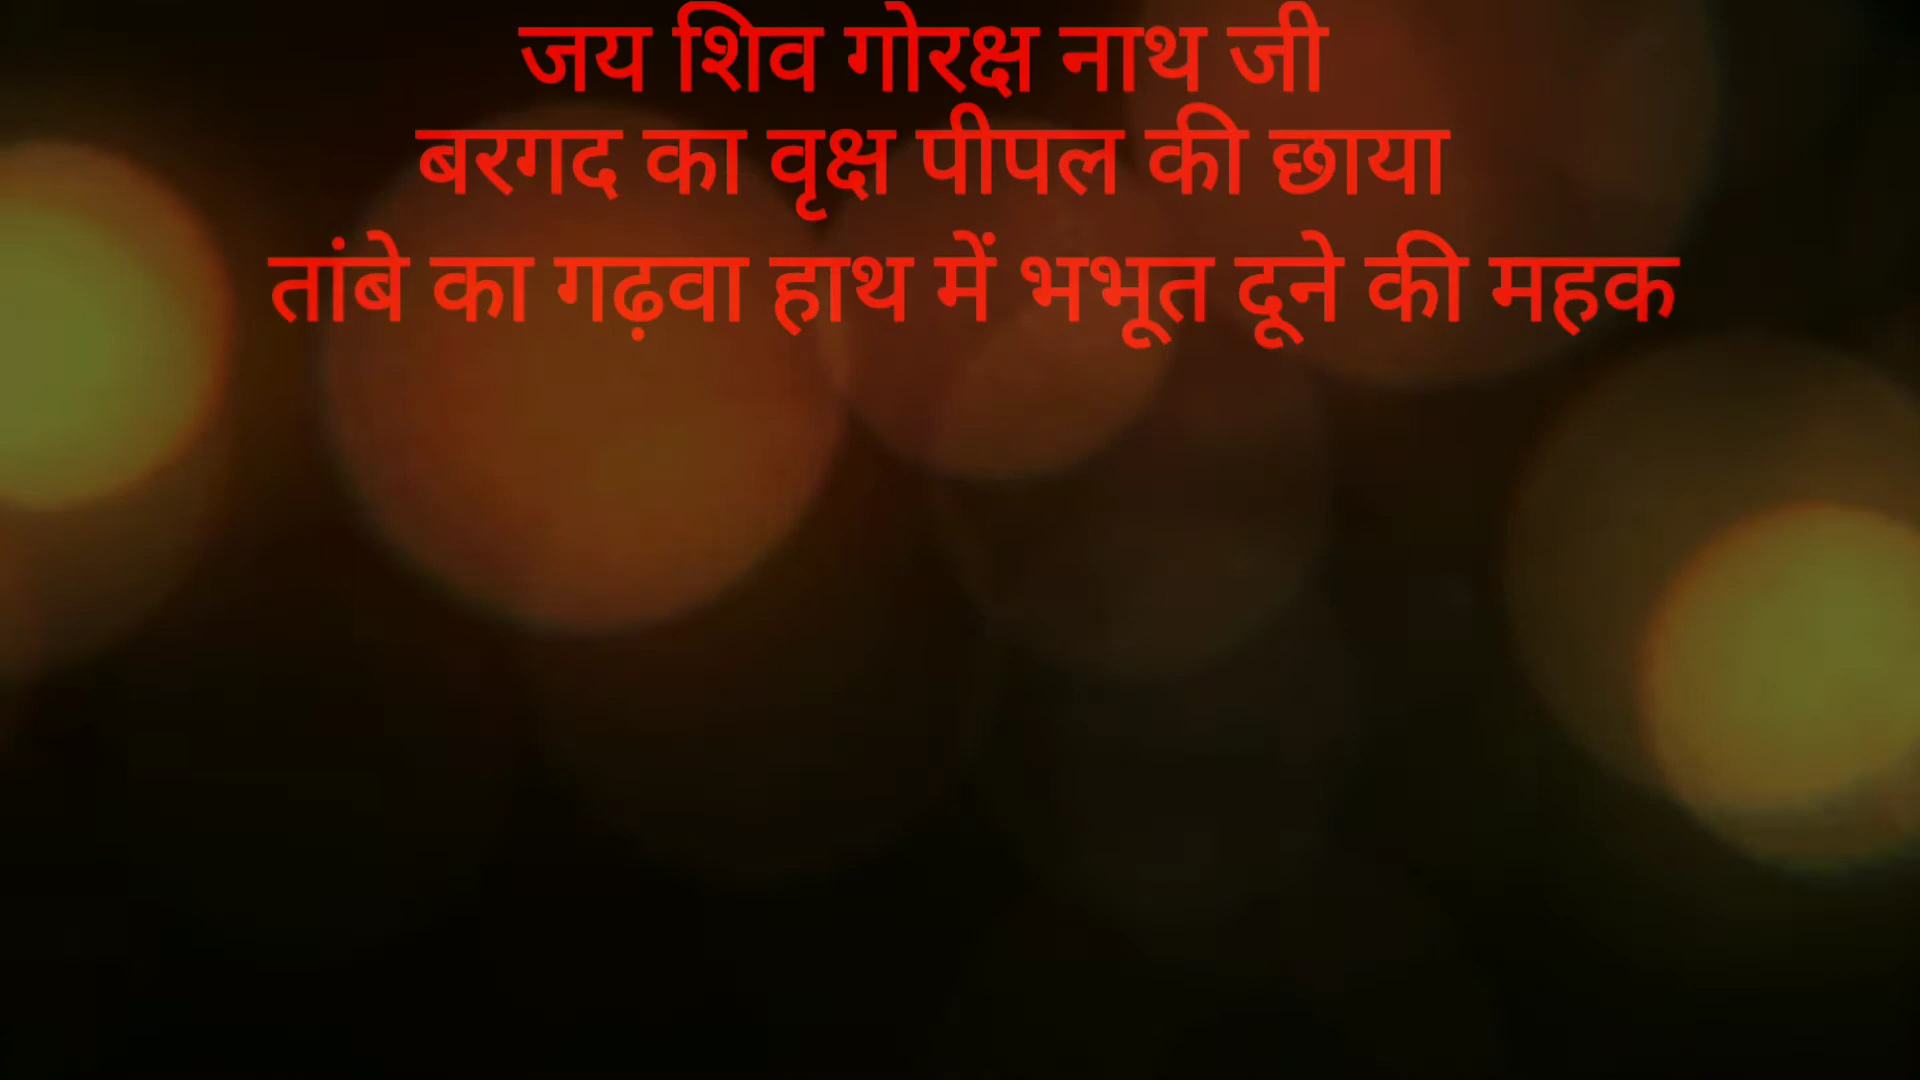 जय शिव गोरक्ष नाथ जी
बरगद का वृक्ष पीपल की छाया
तांबे का गढ़वा हाथ में भभूत दूने की महक